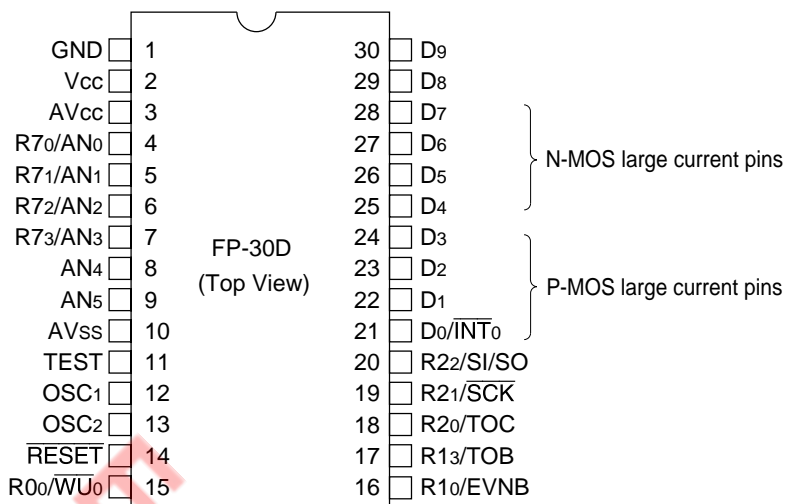 GND 1 30 D9
Vcc 2 29 D8
AVcc 3 28 D7
R70/AN0 4 27 D6
R71/AN1 5 26 D5
R72/AN2 6 25 D4
N-MOS large current pins
R73/AN3 7 24 D3
AN4 8 23 D2
AN5 9 22 D1
AVss 10 21 D0/I̅N̅T̅0
P-MOS large current pins
FP-30D
(Top View)
TEST 11 20 R22/SI/SO
OSC1 12 19 R21/S̅C̅K̅
OSC2 13 18 R20/TOC
R̅E̅S̅E̅T̅ 14 17 R13/TOB
R00/W̅U̅0 15 16 R10/EVNB